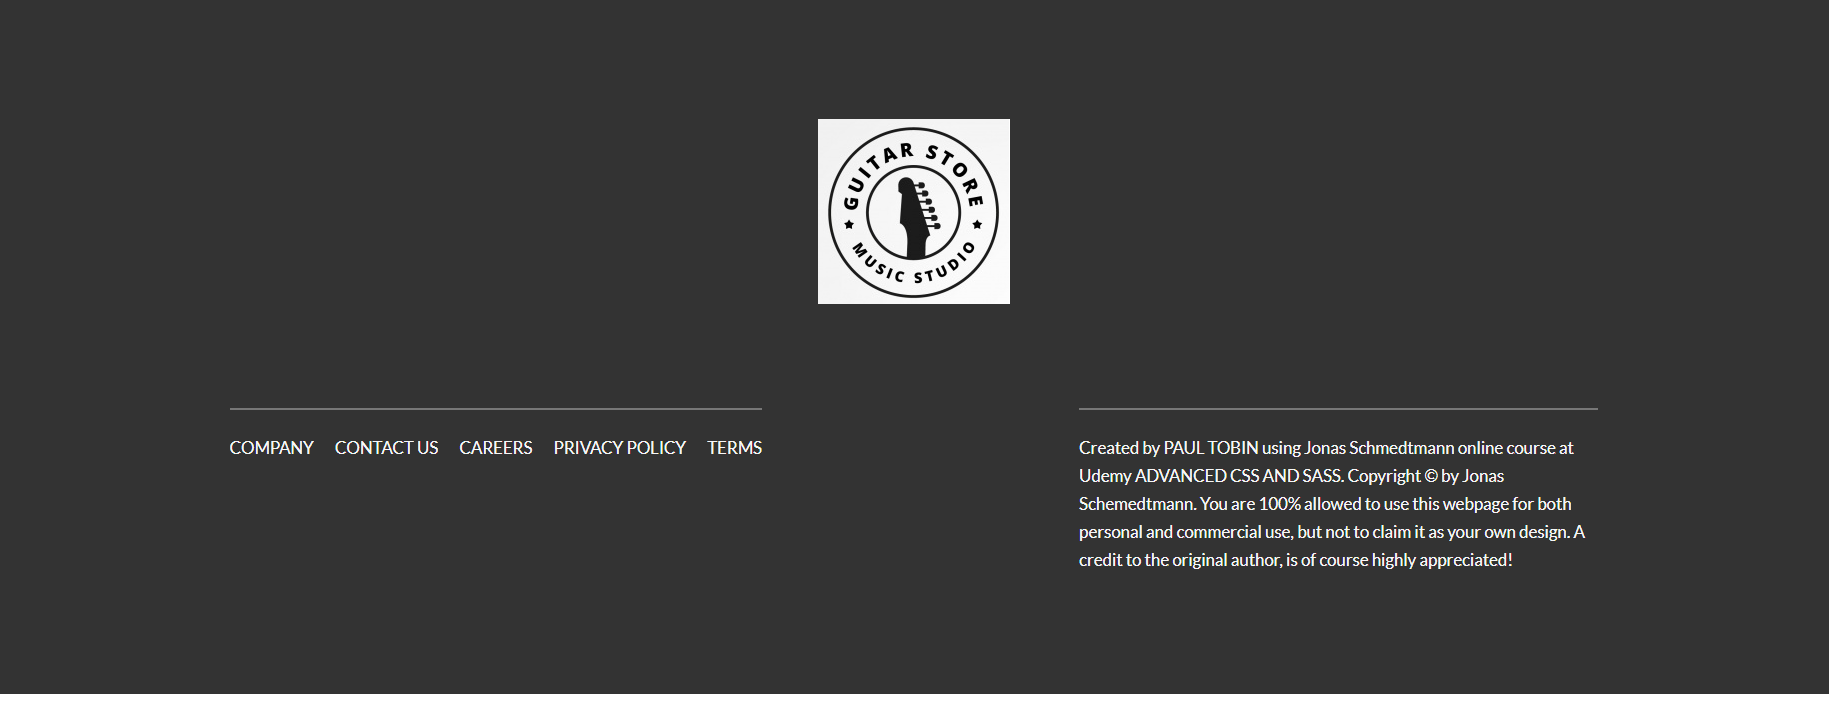 GUITAR STORE
MUSIC STUDIO
COMPANY CONTACT US CAREERS PRIVACY POLICY TERMS
Created by PAUL TOBIN using Jonas Schmedtmann online course at
Udemy ADVANCED CSS AND SASS. Copyright © by Jonas
Schemedtmann. You are 100% allowed to use this webpage for both
personal and commercial use, but not to claim it as your own design. A
credit to the original author, is of course highly appreciated!